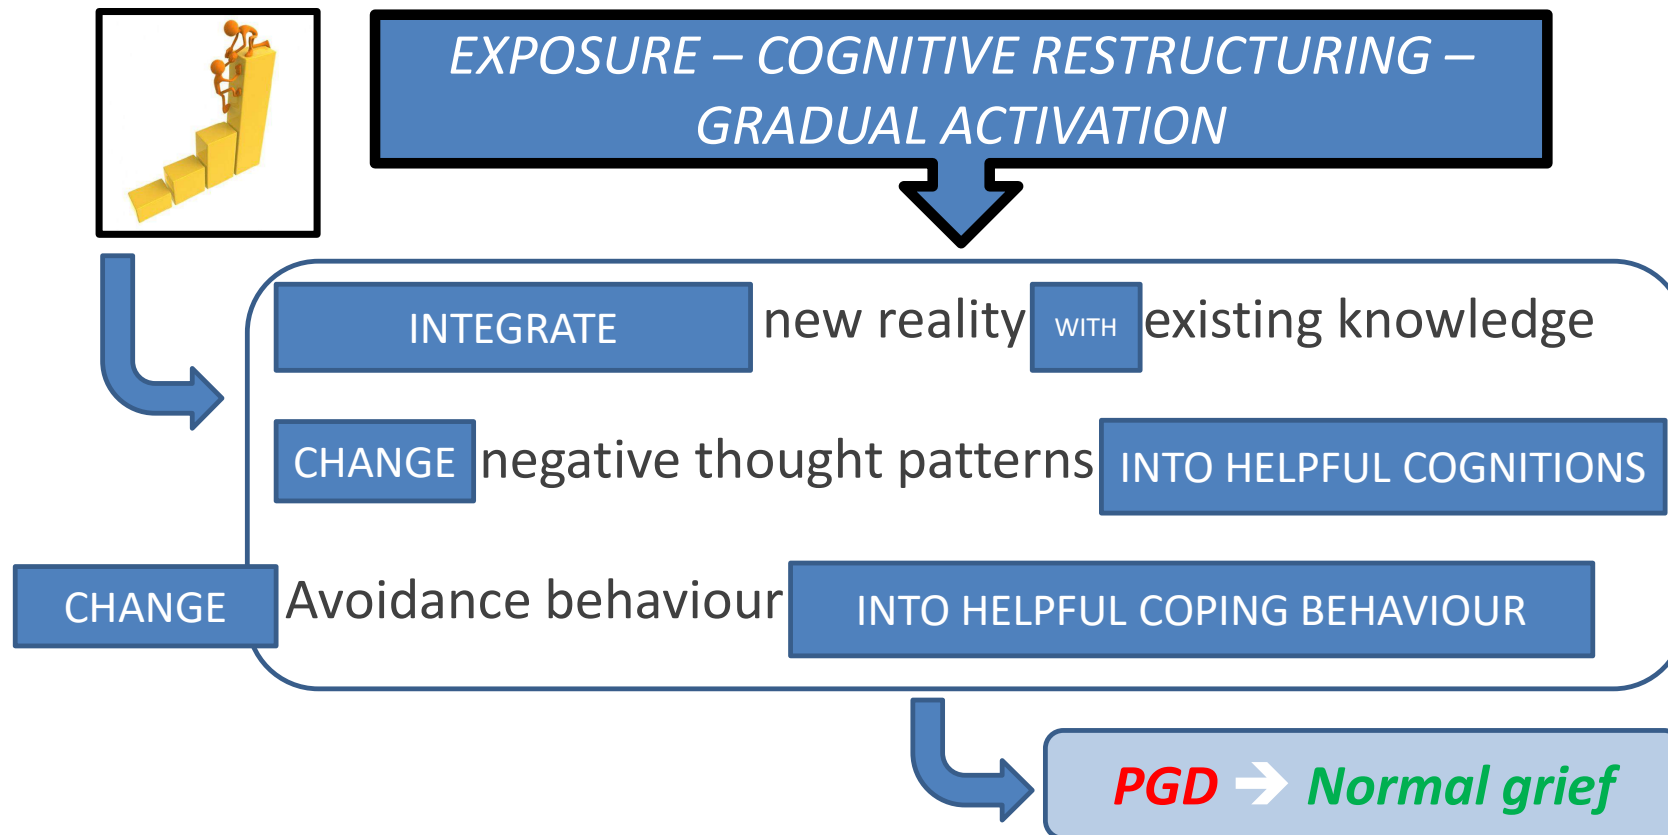 EXPOSURE – COGNITIVE RESTRUCTURING –
GRADUAL ACTIVATION
INTEGRATE new reality WITH existing knowledge
CHANGE negative thought patterns INTO HELPFUL COGNITIONS
CHANGE Avoidance behaviour INTO HELPFUL COPING BEHAVIOUR
PGD ➔ Normal grief